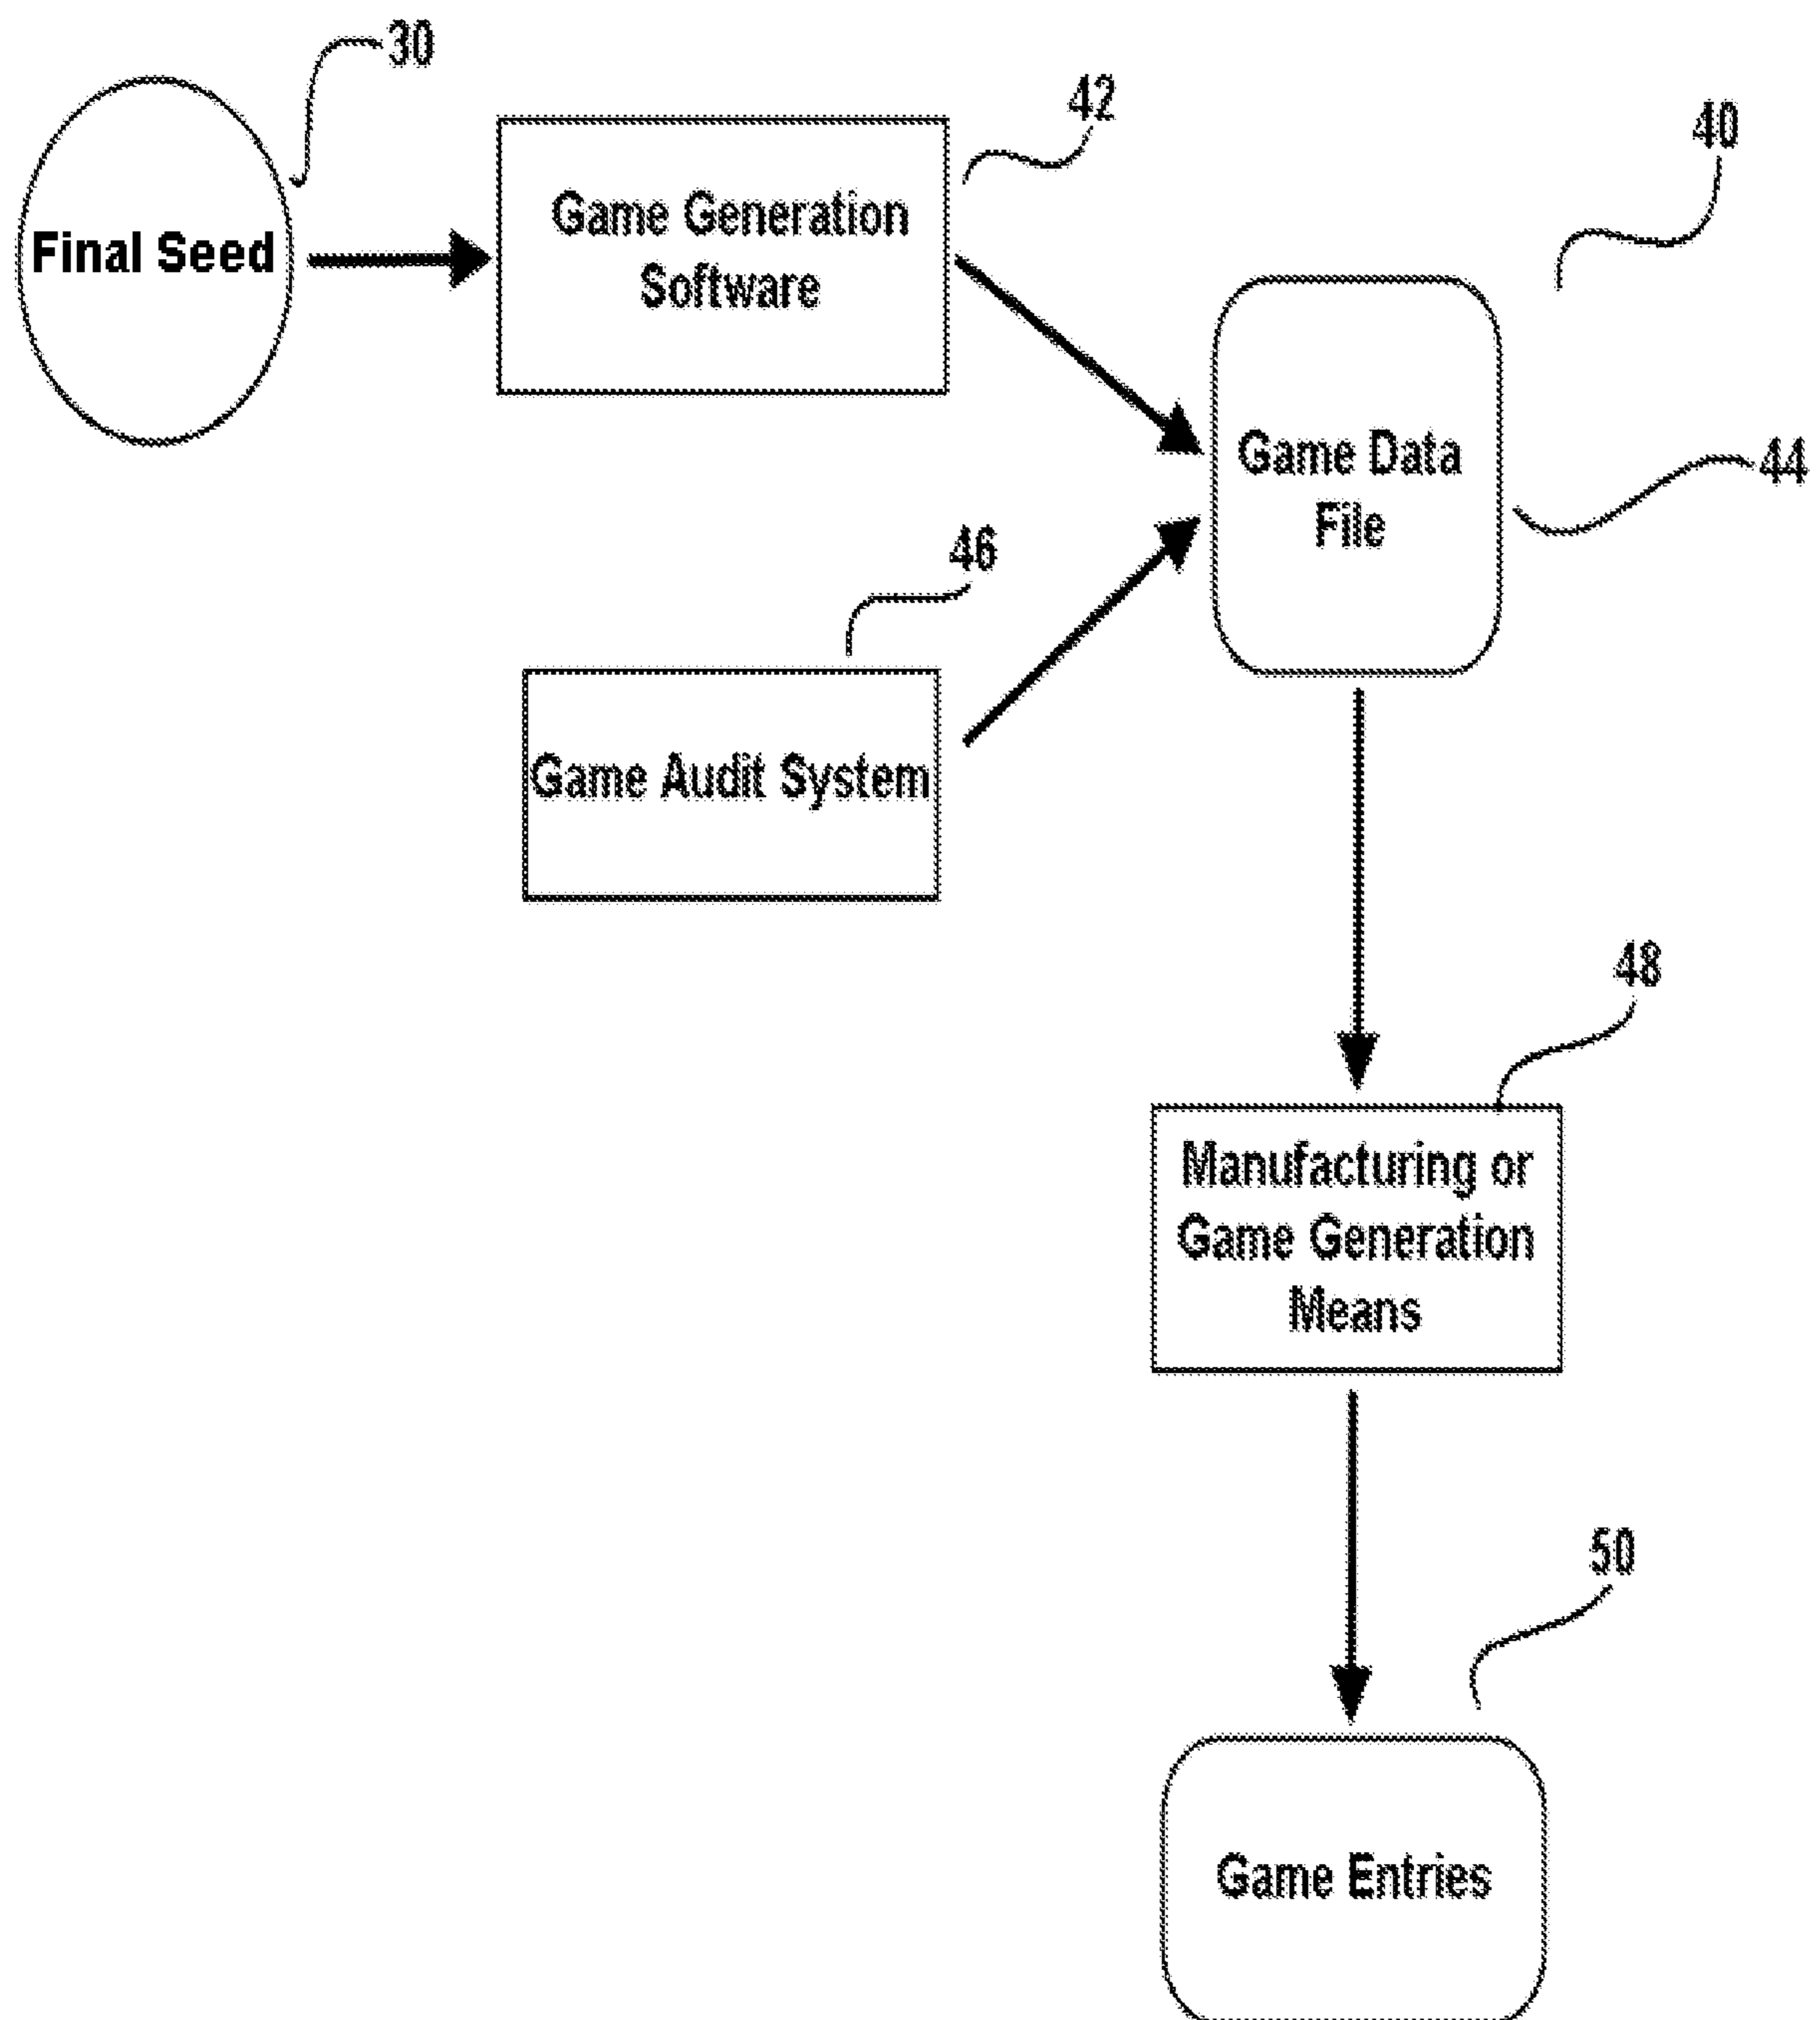 30
42
40
Final Seed
Game Generation
Software
Game Data
File
44
46
Game Audit System
48
Manufacturing or
Game Generation
Means
50
Game Entries